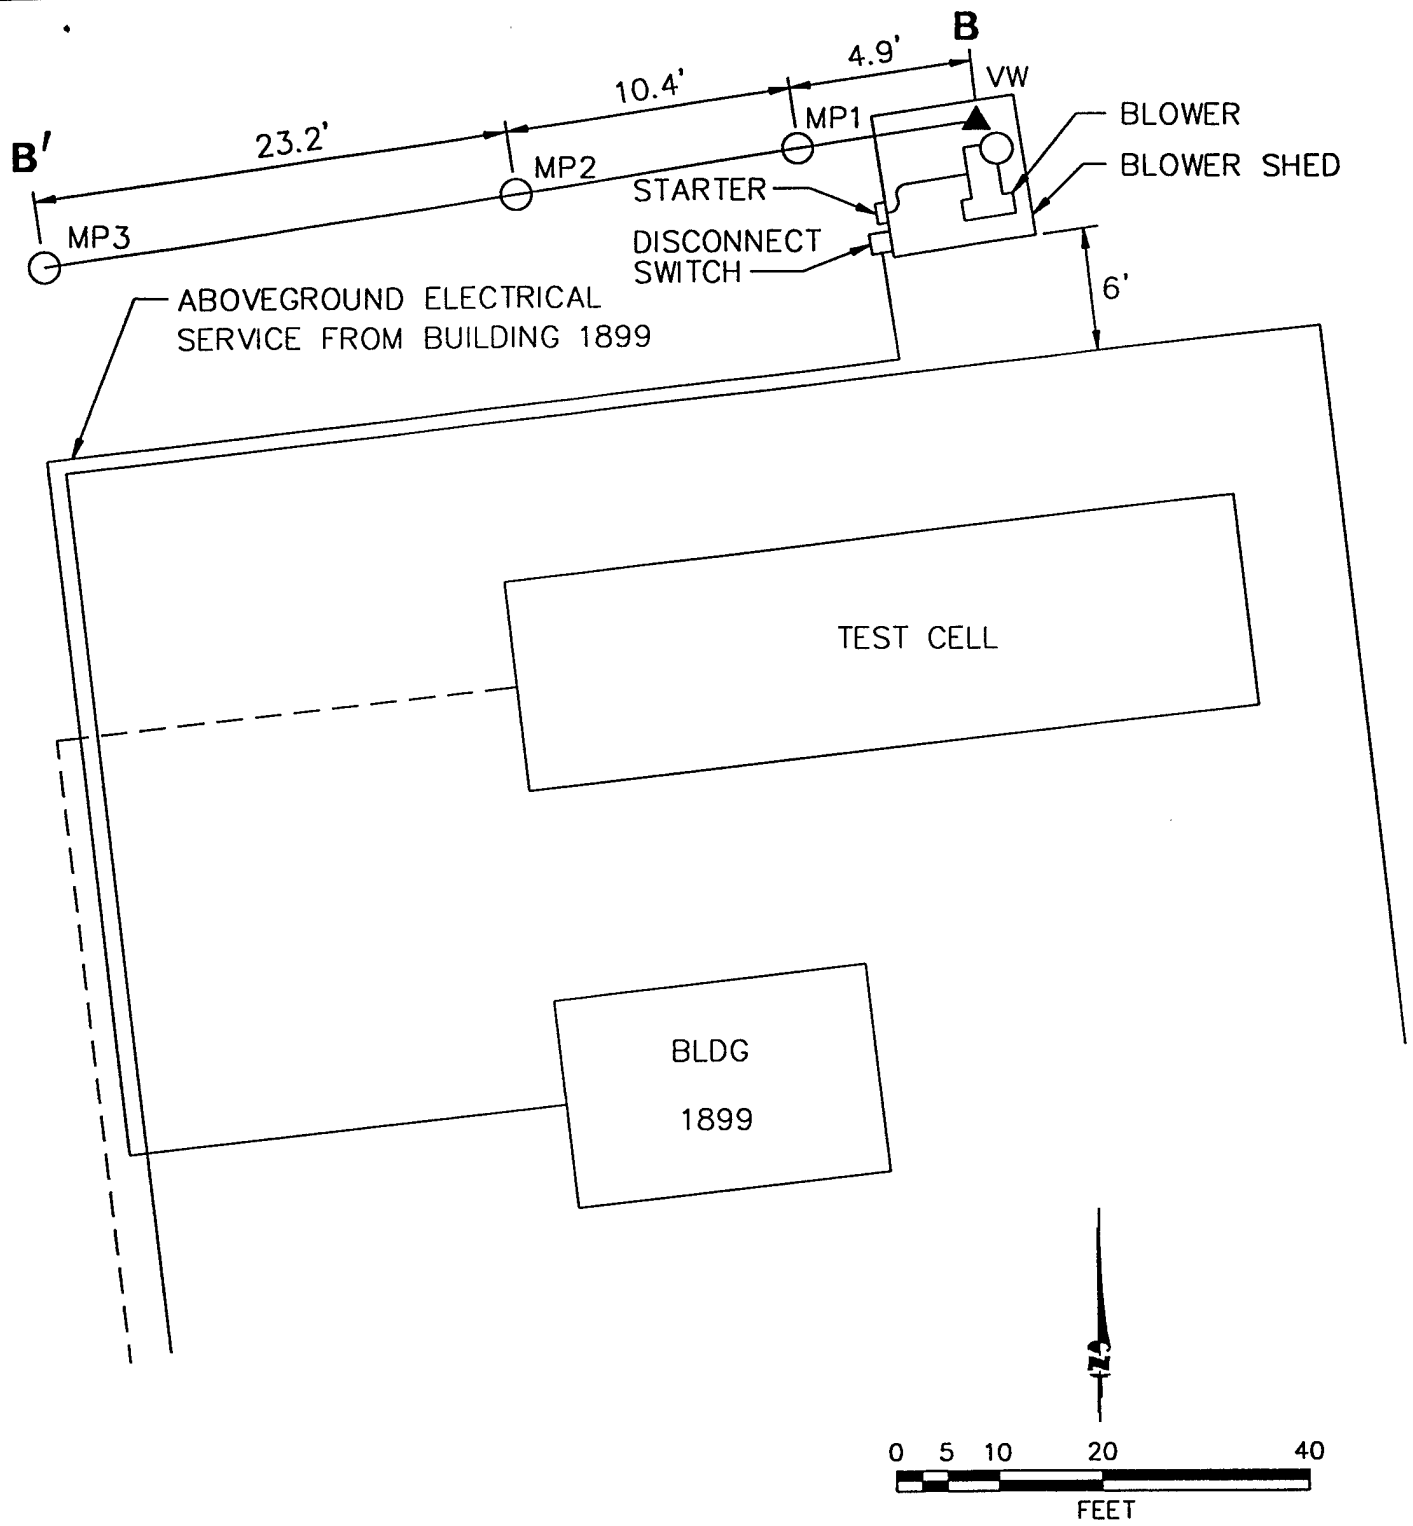 B
4.9'
VW
10.4'
MP1
BLOWER
23.2'
B'
MP2
BLOWER SHED
STARTER
MP3
DISCONNECT
SWITCH
6'
ABOVEGROUND ELECTRICAL
SERVICE FROM BUILDING 1899
TEST CELL
BLDG
1899
N
0 5 10 20 40
FEET